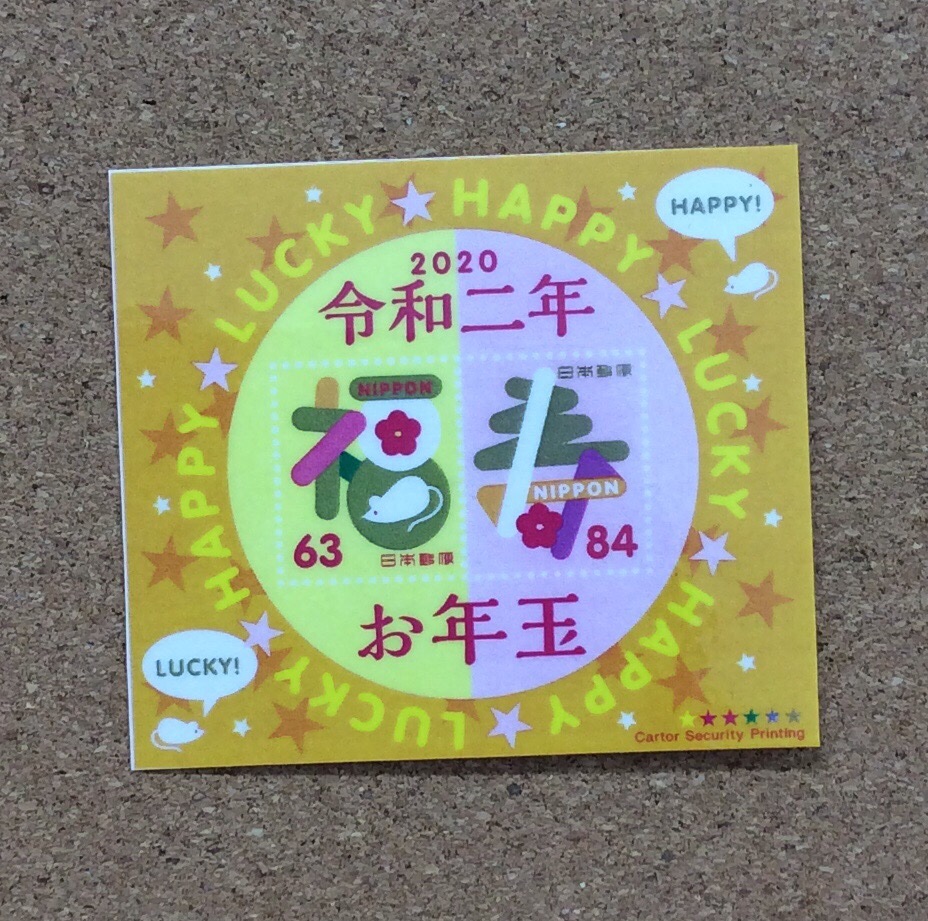 LUCKY HAPPY LUCKY HAPPY LUCKY HAPPY
HAPPY!
2020
令和二年
福
NIPPON
63
日本郵便
寿
日本郵便
NIPPON
84
お年玉
LUCKY!
Cartor Security Printing